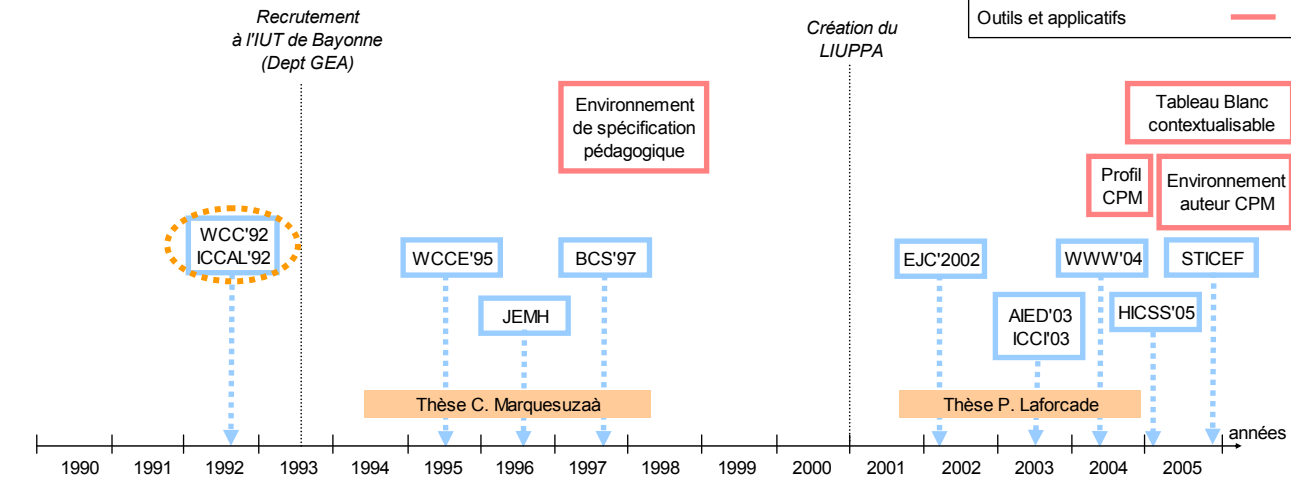 Recrutement
à l'IUT de Bayonne
(Dept GEA)
Création du
LIUPPA
Outils et applicatifs
Environnement
de spécification
pédagogique
Tableau Blanc
contextualisable
Profil
CPM
Environnement
auteur CPM
WCC'92
ICCAL'92
WCCE'95
BCS'97
EJC'2002
WWW'04
STICEF
JEMH
AIED'03
ICCI'03
HICSS'05
Thèse C. Marquesuzaà
Thèse P. Laforcade
années
1990 1991 1992 1993 1994 1995 1996 1997 1998 1999 2000 2001 2002 2003 2004 2005